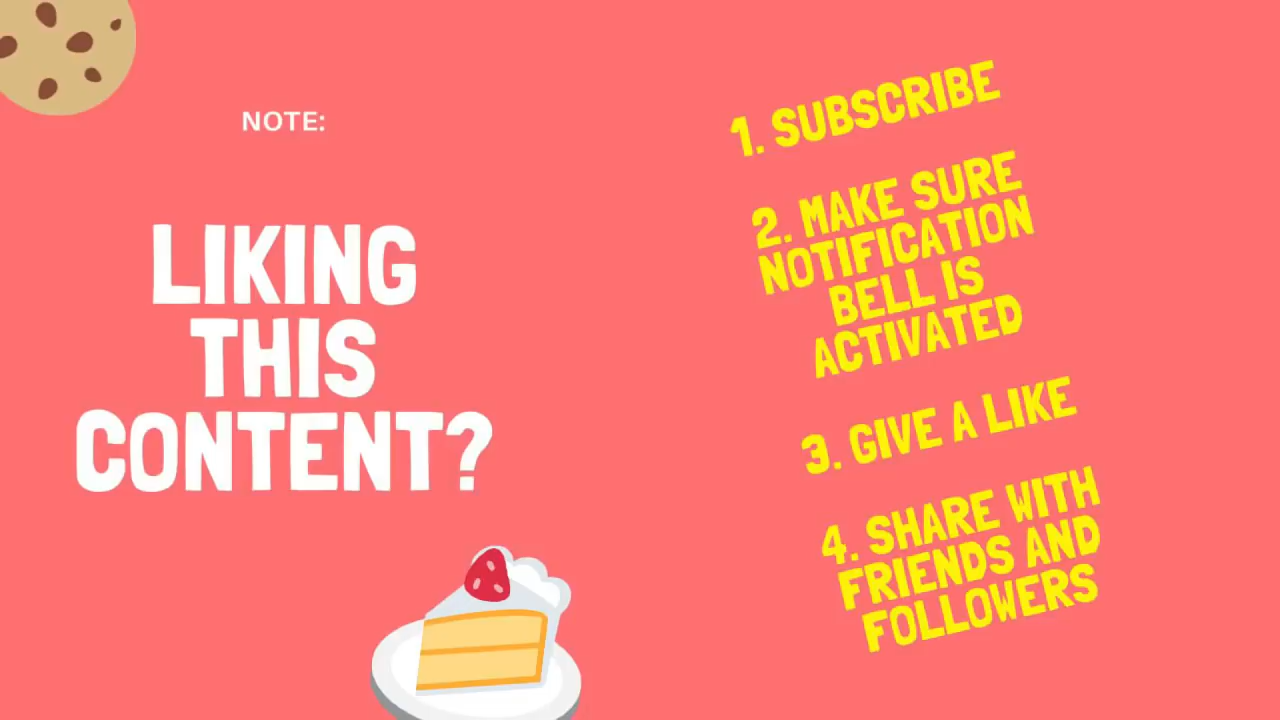 NOTE:
LIKING
THIS
CONTENT?
1. SUBSCRIBE
2. MAKE SURE
NOTIFICATION
BELL IS
ACTIVATED
3. GIVE A LIKE
4. SHARE WITH
FRIENDS AND
FOLLOWERS